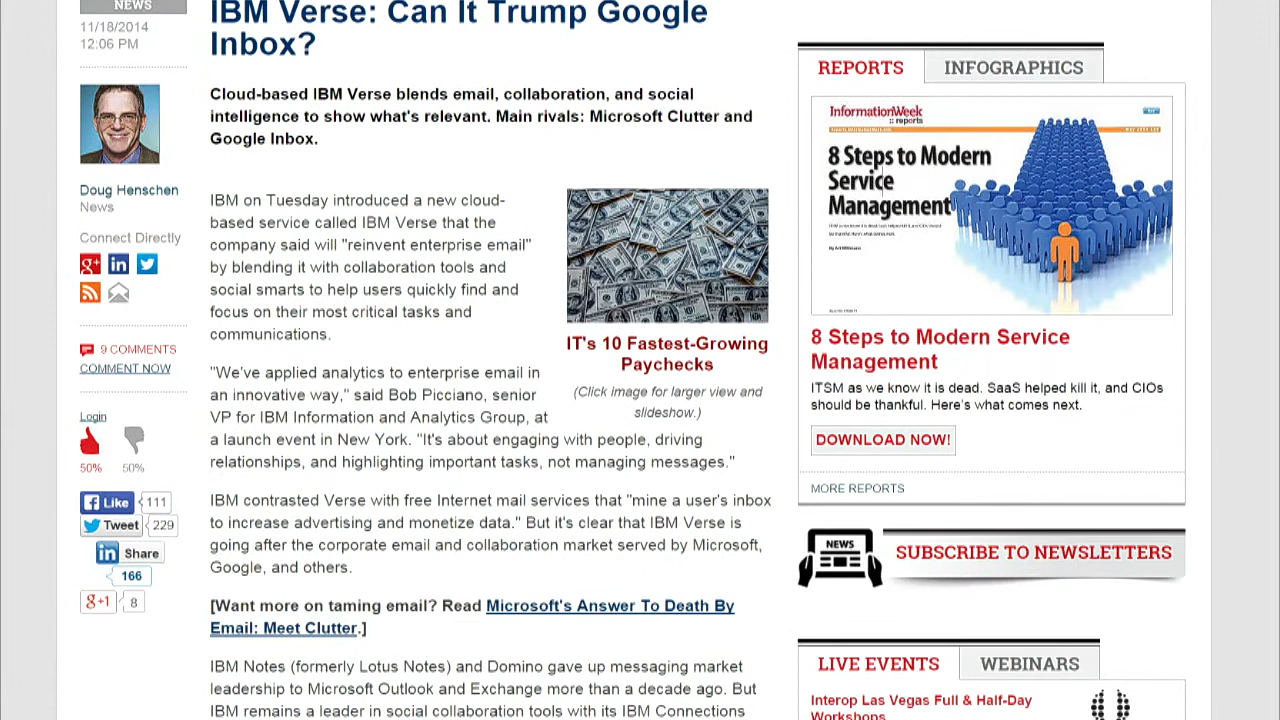 NEWS
11/18/2014
12:06 PM
Doug Henschen
News
Connect Directly
9 COMMENTS
COMMENT NOW
Login
50%
50%
Like
111
Tweet
229
in
Share
166
g+1
8
IBM Verse: Can It Trump Google
Inbox?
Cloud-based IBM Verse blends email, collaboration, and social
intelligence to show what's relevant. Main rivals: Microsoft Clutter and
Google Inbox.
IBM on Tuesday introduced a new cloud-
based service called IBM Verse that the
company said will "reinvent enterprise email"
by blending it with collaboration tools and
social smarts to help users quickly find and
focus on their most critical tasks and
communications.
IT's 10 Fastest-Growing
Paychecks
(Click image for larger view and
slideshow.)
"We've applied analytics to enterprise email in
an innovative way," said Bob Picciano, senior
VP for IBM Information and Analytics Group, at
a launch event in New York. "It's about engaging with people, driving
relationships, and highlighting important tasks, not managing messages."
IBM contrasted Verse with free Internet mail services that "mine a user's inbox
to increase advertising and monetize data." But it's clear that IBM Verse is
going after the corporate email and collaboration market served by Microsoft,
Google, and others.
[Want more on taming email? Read Microsoft's Answer To Death By
Email: Meet Clutter.]
IBM Notes (formerly Lotus Notes) and Domino gave up messaging market
leadership to Microsoft Outlook and Exchange more than a decade ago. But
IBM remains a leader in social collaboration tools with its IBM Connections
REPORTS
INFOGRAPHICS
InformationWeek
:: reports
8 Steps to Modern
Service
Management
8 Steps to Modern Service
Management
ITSM as we know it is dead. SaaS helped kill it, and CIOs
should be thankful. Here's what comes next.
DOWNLOAD NOW!
MORE REPORTS
NEWS
SUBSCRIBE TO NEWSLETTERS
LIVE EVENTS
WEBINARS
Interop Las Vegas Full & Half-Day
Workshops